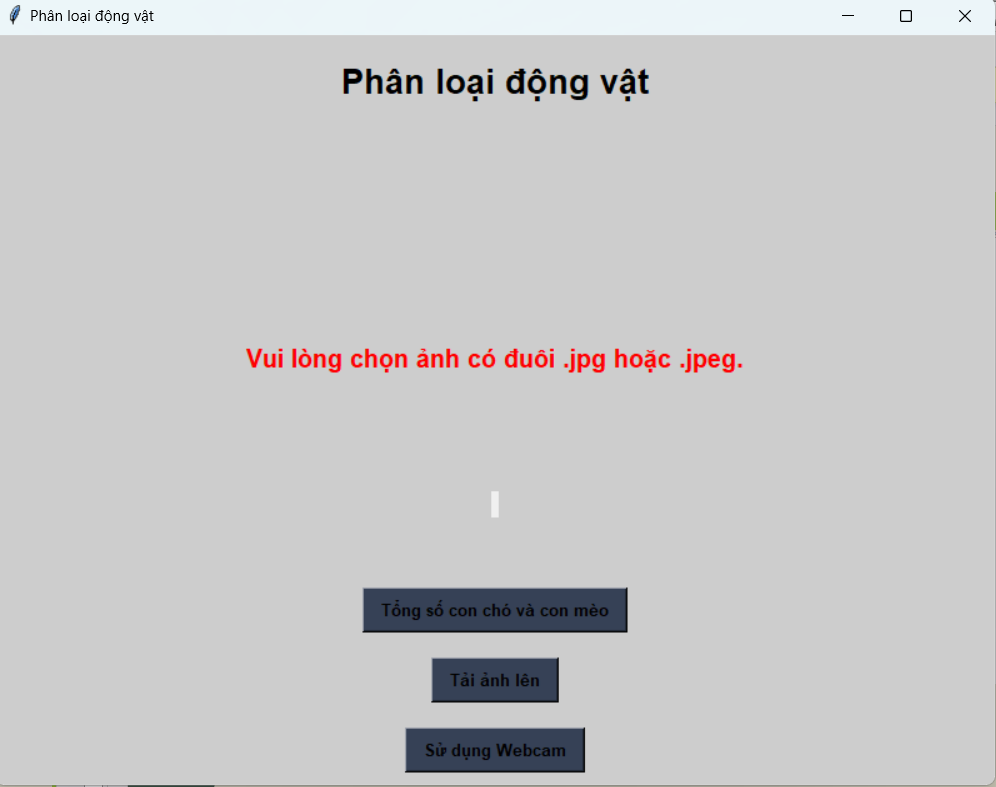 Phân loại động vật
Phân loại động vật
Vui lòng chọn ảnh có đuôi .jpg hoặc .jpeg.
Tổng số con chó và con mèo
Tải ảnh lên
Sử dụng Webcam